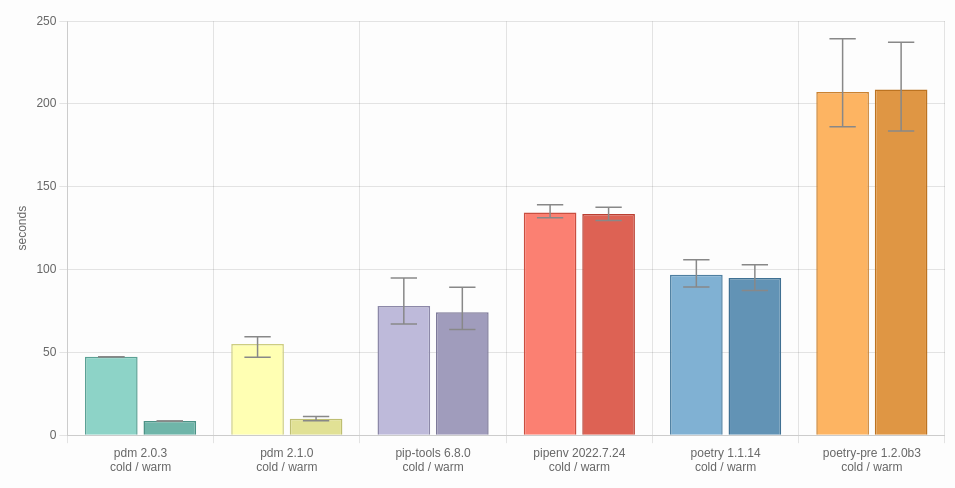 250
200
150
100
50
0
seconds
pdm 2.0.3
cold / warm
pdm 2.1.0
cold / warm
pip-tools 6.8.0
cold / warm
pipenv 2022.7.24
cold / warm
poetry 1.1.14
cold / warm
poetry-pre 1.2.0b3
cold / warm